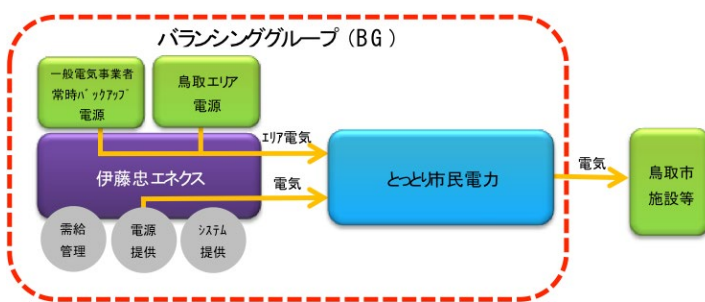 バランシンググループ（BG）
一般電気事業者
常時バックアップ
電源
鳥取エリア
電源
エリア電気
伊藤忠エネクス
電気
とっとり市民電力
電気
鳥取市
施設等
需給
管理
電源
提供
システム
提供